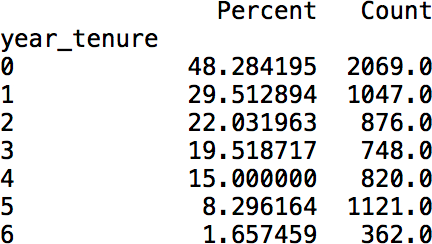 Percent Count
year_tenure
0 48.284195 2069.0
1 29.512894 1047.0
2 22.031963 876.0
3 19.518717 748.0
4 15.000000 820.0
5 8.296164 1121.0
6 1.657459 362.0